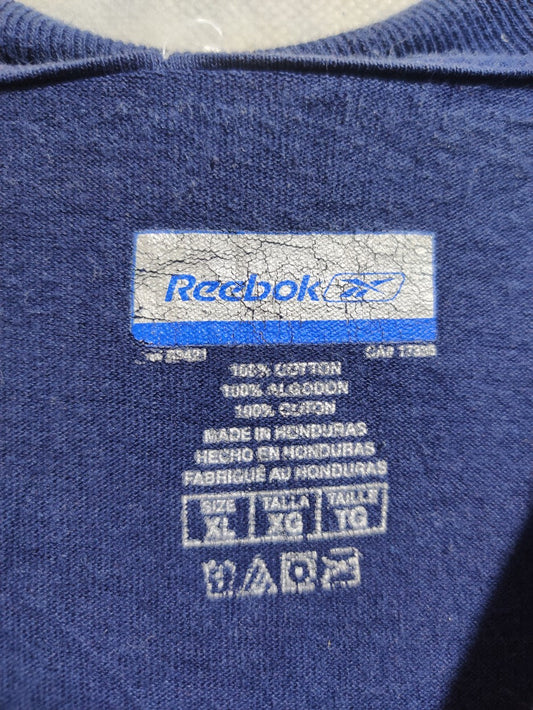 Reebok
100% COTTON
100% ALGODON
100% COTON
MADE IN HONDURAS
HECHO EN HONDURAS
FABRIQUÉ AU HONDURAS
SIZE TALLA TAILLE
XL XG TG